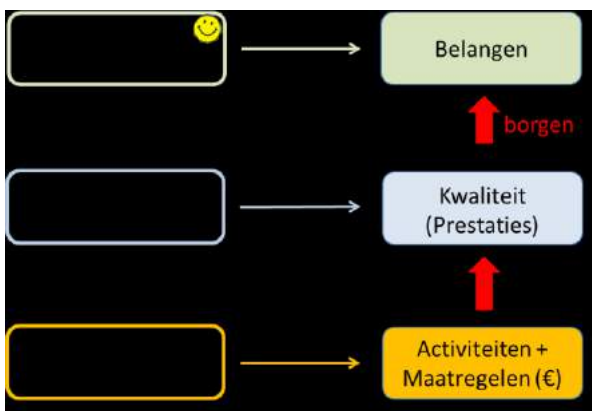 Belangen
borgen
Kwaliteit
(Prestaties)
Activiteiten +
Maatregelen (€)